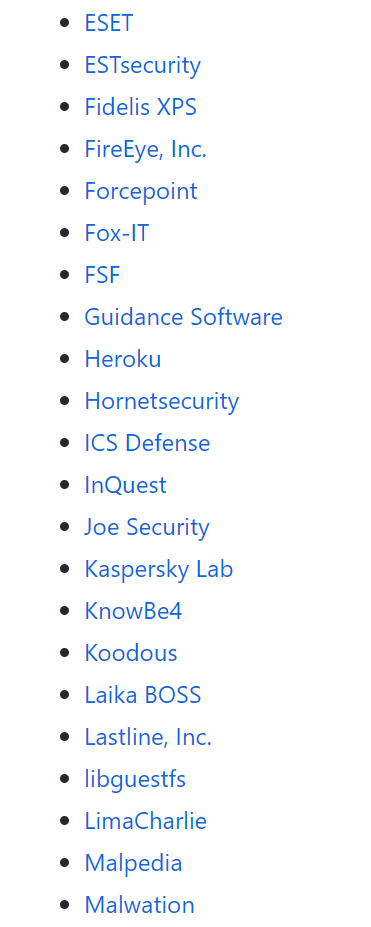 ESET
ESTsecurity
Fidelis XPS
FireEye, Inc.
Forcepoint
Fox-IT
FSF
Guidance Software
Heroku
Hornetsecurity
ICS Defense
InQuest
Joe Security
Kaspersky Lab
KnowBe4
Koodous
Laika BOSS
Lastline, Inc.
libguestfs
LimaCharlie
Malpedia
Malwation